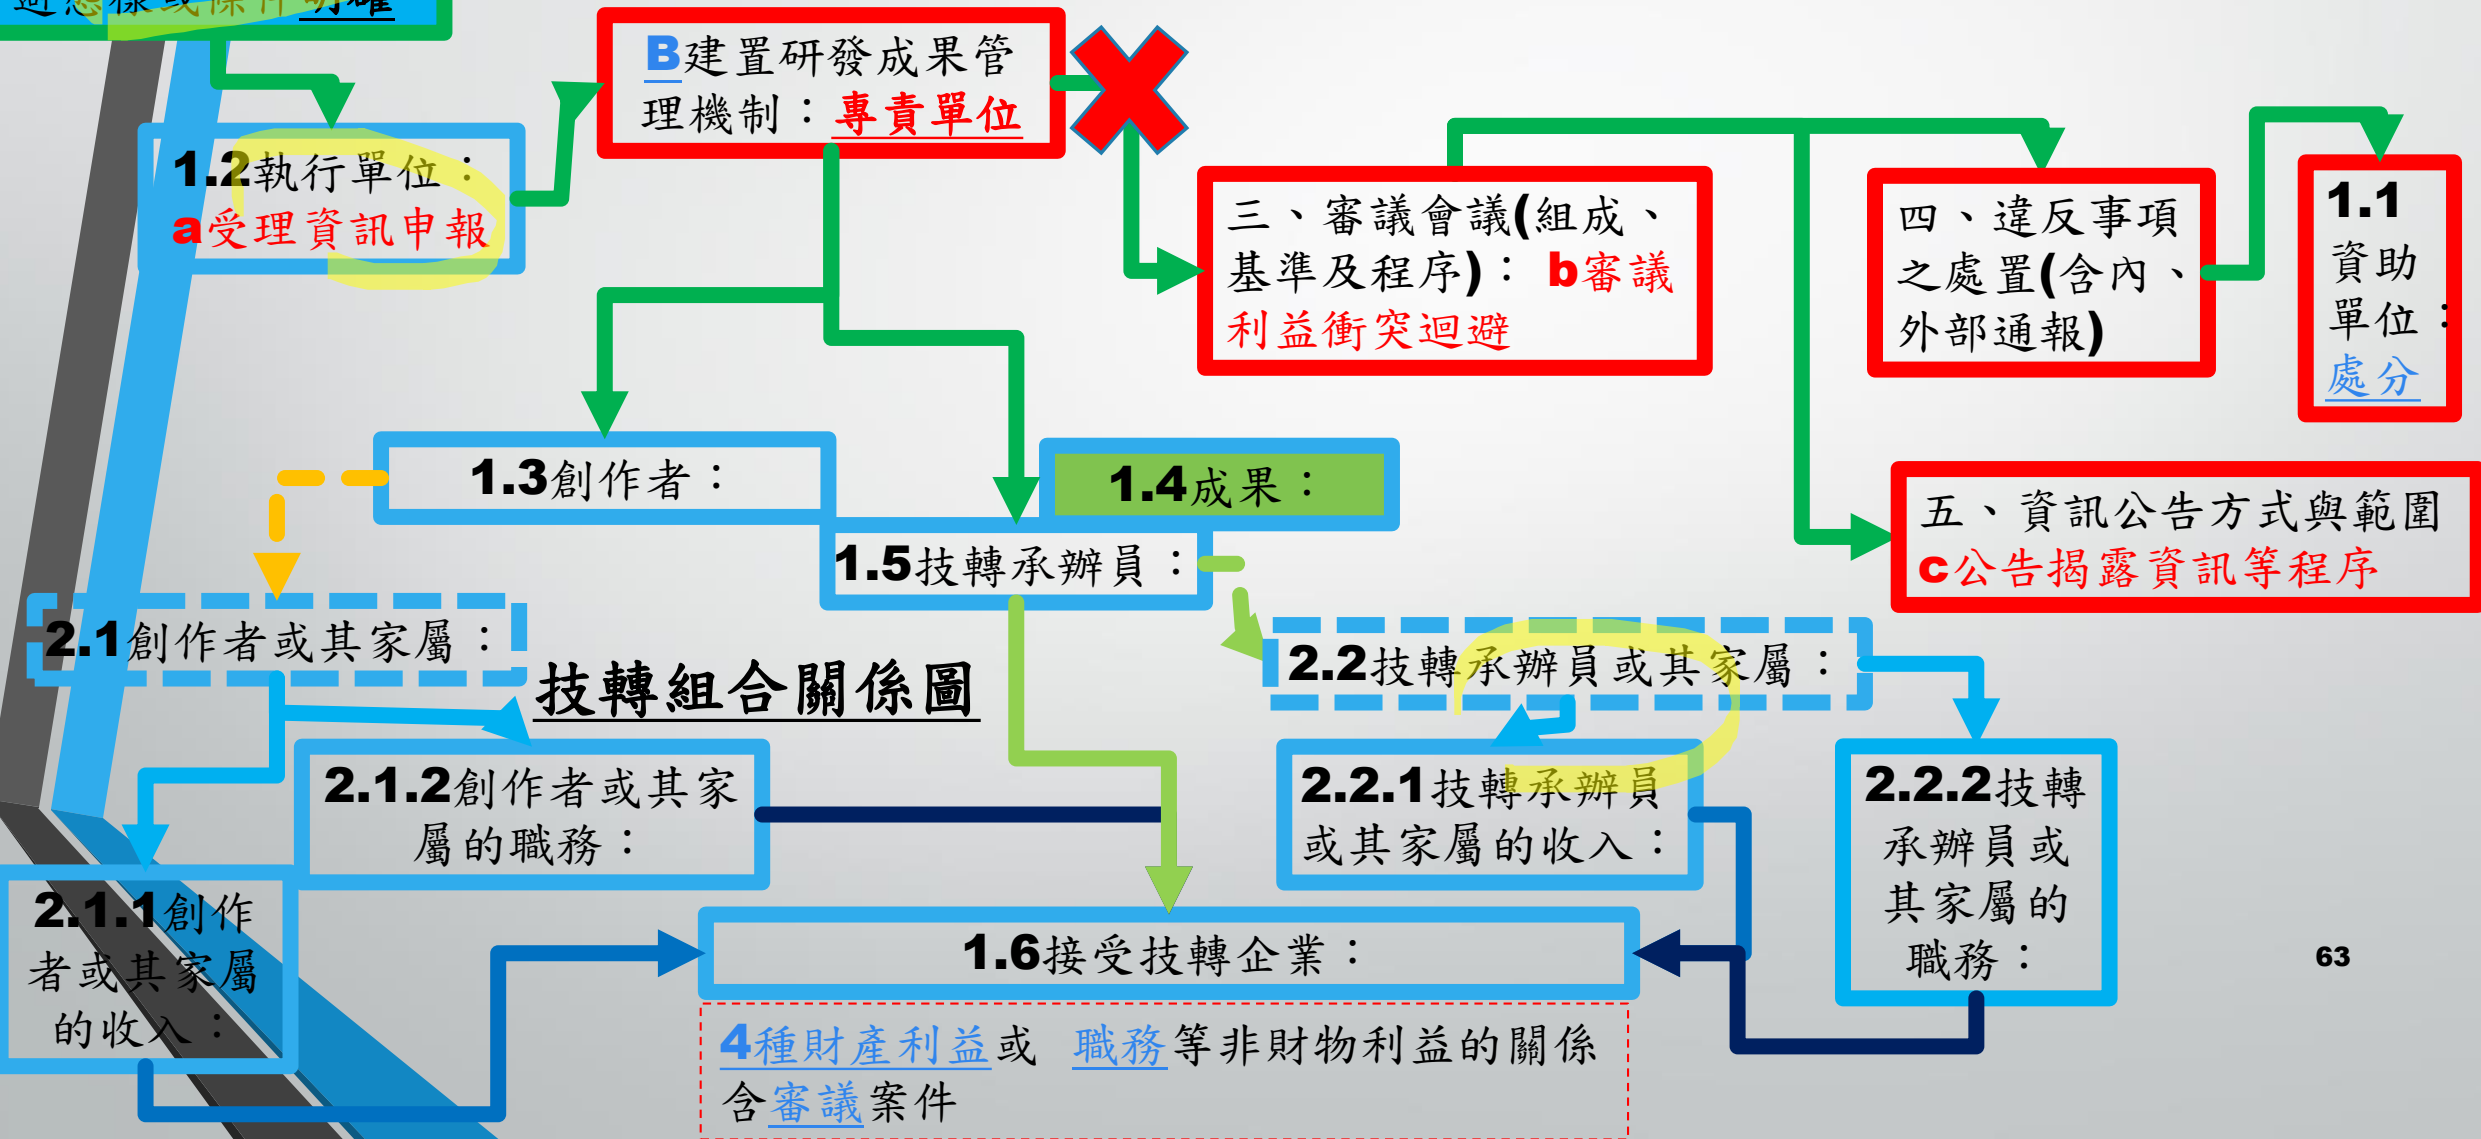 避態樣或條件明確
B建置研發成果管
理機制：專責單位
1.2執行單位：
a受理資訊申報
三、審議會議(組成、
基準及程序)： b審議
利益衝突迴避
四、違反事項
之處置(含內、
外部通報)
1.1
資助
單位：
處分
1.3創作者：
1.4成果：
1.5技轉承辦員：
五、資訊公告方式與範圍
c公告揭露資訊等程序
2.1創作者或其家屬：
技轉組合關係圖
2.2技轉承辦員或其家屬：
2.1.2創作者或其家
屬的職務：
2.2.1技轉承辦員
或其家屬的收入：
2.2.2技轉
承辦員或
其家屬的
職務：
2.1.1創作
者或其家屬
的收入：
1.6接受技轉企業：
63
4種財產利益或 職務等非財物利益的關係
含審議案件